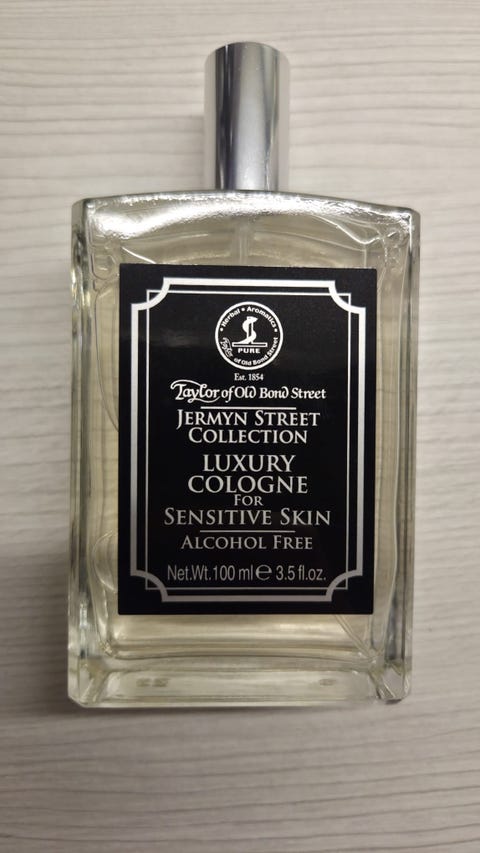 Herbal • Aromatics
PURE
Taylor of Old Bond Street
Est. 1854
Taylor of Old Bond Street
JERMYN STREET
COLLECTION
LUXURY
COLOGNE
FOR
SENSITIVE SKIN
ALCOHOL FREE
Net.Wt.100 ml ℮ 3.5 fl.oz.